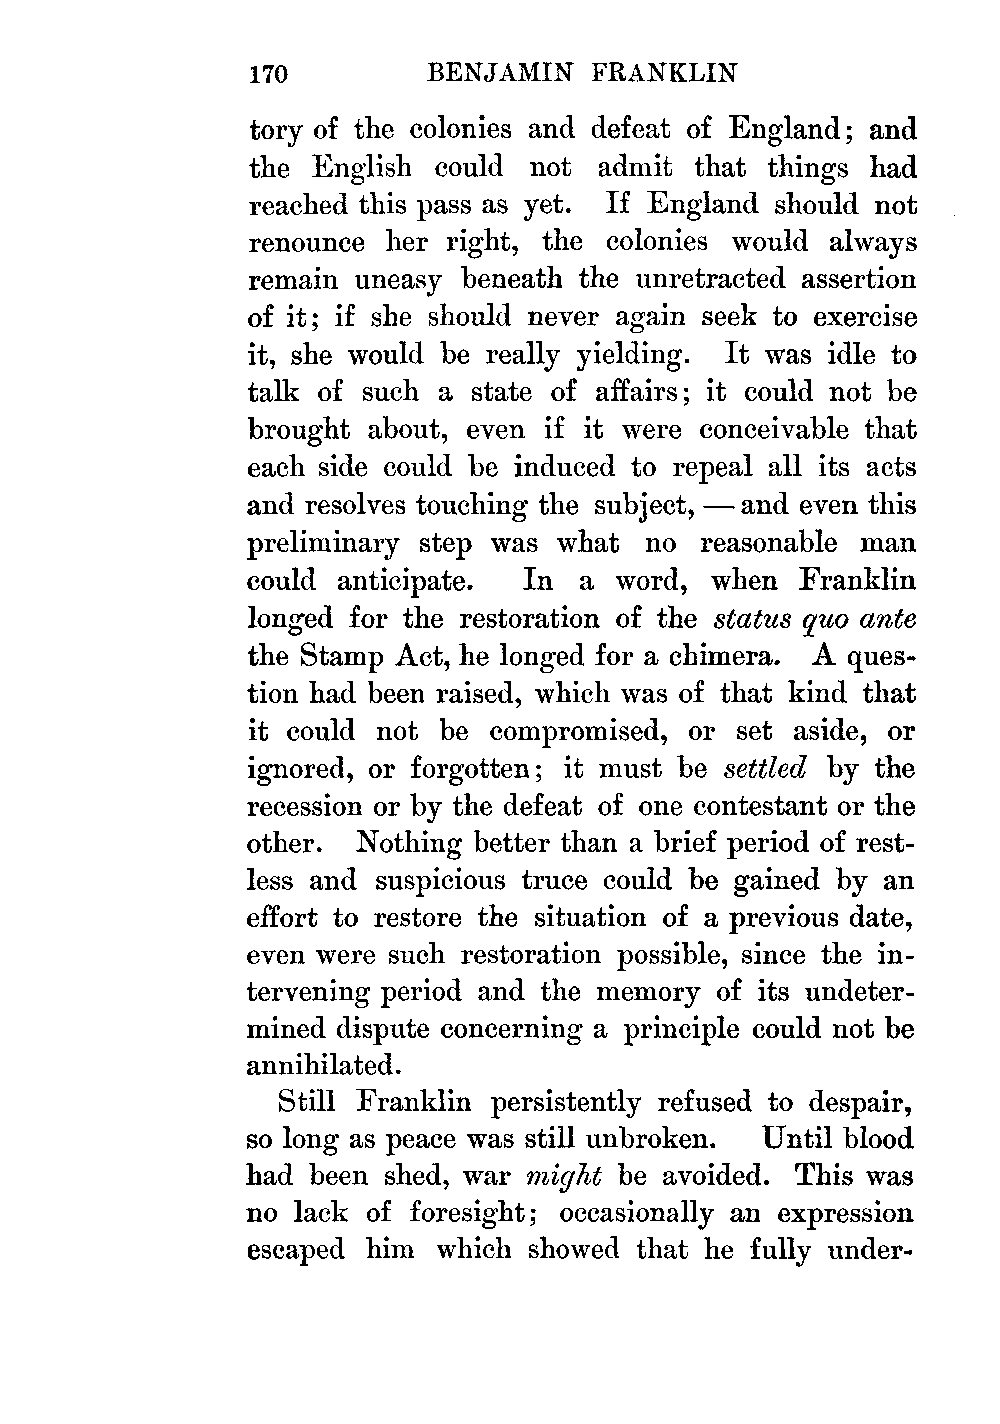 170 BENJAMIN FRANKLIN
tory of the colonies and defeat of England; and
the English could not admit that things had
reached this pass as yet. If England should not
renounce her right, the colonies would always
remain uneasy beneath the unretracted assertion
of it; if she should never again seek to exercise
it, she would be really yielding. It was idle to
talk of such a state of affairs; it could not be
brought about, even if it were conceivable that
each side could be induced to repeal all its acts
and resolves touching the subject, — and even this
preliminary step was what no reasonable man
could anticipate. In a word, when Franklin
longed for the restoration of the status quo ante
the Stamp Act, he longed for a chimera. A ques-
tion had been raised, which was of that kind that
it could not be compromised, or set aside, or
ignored, or forgotten; it must be settled by the
recession or by the defeat of one contestant or the
other. Nothing better than a brief period of rest-
less and suspicious truce could be gained by an
effort to restore the situation of a previous date,
even were such restoration possible, since the in-
tervening period and the memory of its undeter-
mined dispute concerning a principle could not be
annihilated.
Still Franklin persistently refused to despair,
so long as peace was still unbroken. Until blood
had been shed, war might be avoided. This was
no lack of foresight; occasionally an expression
escaped him which showed that he fully under-